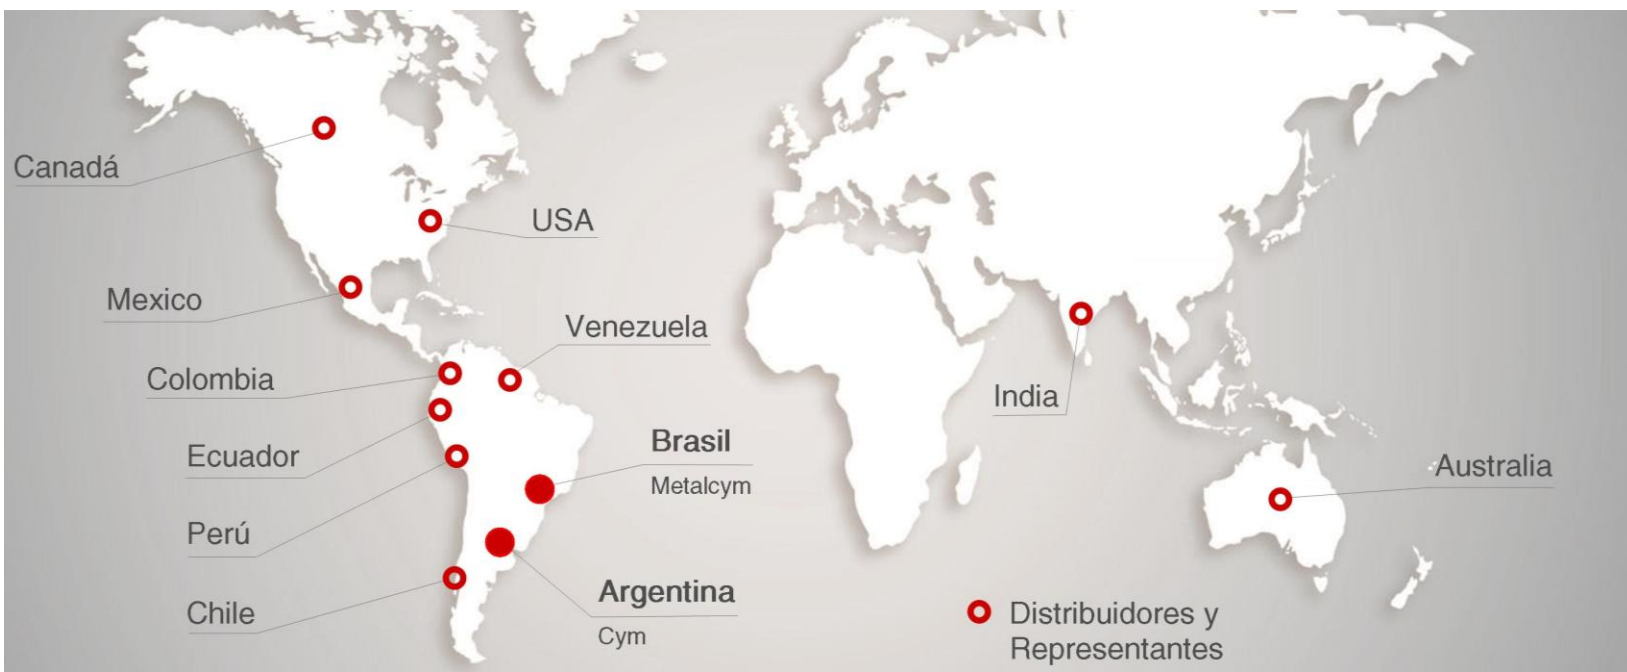 Canadá
USA
Mexico
Venezuela
Colombia
India
Ecuador
Brasil
Metalcym
Australia
Perú
Chile
Argentina
Cym
Distribuidores y
Representantes